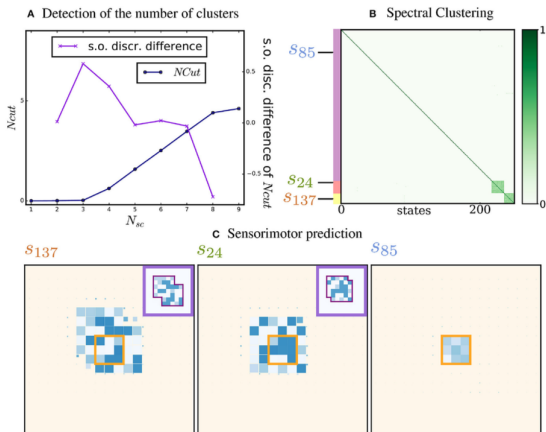 A Detection of the number of clusters
s.o. discr. difference
NCut
Ncut
5
0
0.5
0.0
−0.5
s.o. discr. difference of Ncut
1 2 3 4 5 6 7 8 9
N_sc
B Spectral Clustering
S85
S24
S137
0 states 200
1
0
C Sensorimotor prediction
S137
S24
S85